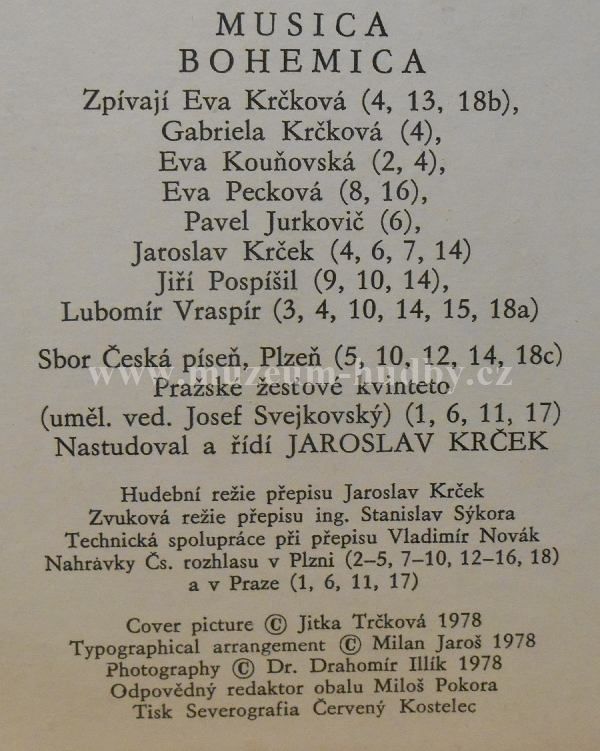 MUSICA
BOHEMICA
Zpívají Eva Krčková (4, 13, 18b),
Gabriela Krčková (4),
Eva Kouňovská (2, 4),
Eva Pecková (8, 16),
Pavel Jurkovič (6),
Jaroslav Krček (4, 6, 7, 14)
Jiří Pospíšil (9, 10, 14),
Lubomír Vraspír (3, 4, 10, 14, 15, 18a)
Sbor Česká píseň, Plzeň (5, 10, 12, 14, 18c)
www.muzeum-hudby.cz
Pražské žesťové kvinteto
(uměl. ved. Josef Svejkovský) (1, 6, 11, 17)
Nastudoval a řídí JAROSLAV KRČEK
Hudební režie přepisu Jaroslav Krček
Zvuková režie přepisu ing. Stanislav Sýkora
Technická spolupráce při přepisu Vladimír Novák
Nahrávky Čs. rozhlasu v Plzni (2–5, 7–10, 12–16, 18)
a v Praze (1, 6, 11, 17)
Cover picture © Jitka Trčková 1978
Typographical arrangement © Milan Jaroš 1978
Photography © Dr. Drahomír Illík 1978
Odpovědný redaktor obalu Miloš Pokora
Tisk Severografia Červený Kostelec